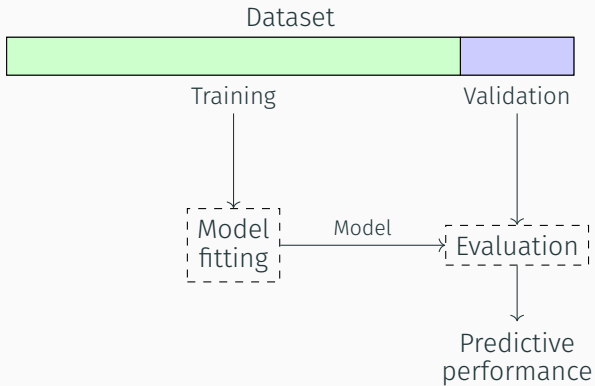 Dataset
Training
Validation
Model
fitting
Model
Evaluation
Predictive
performance